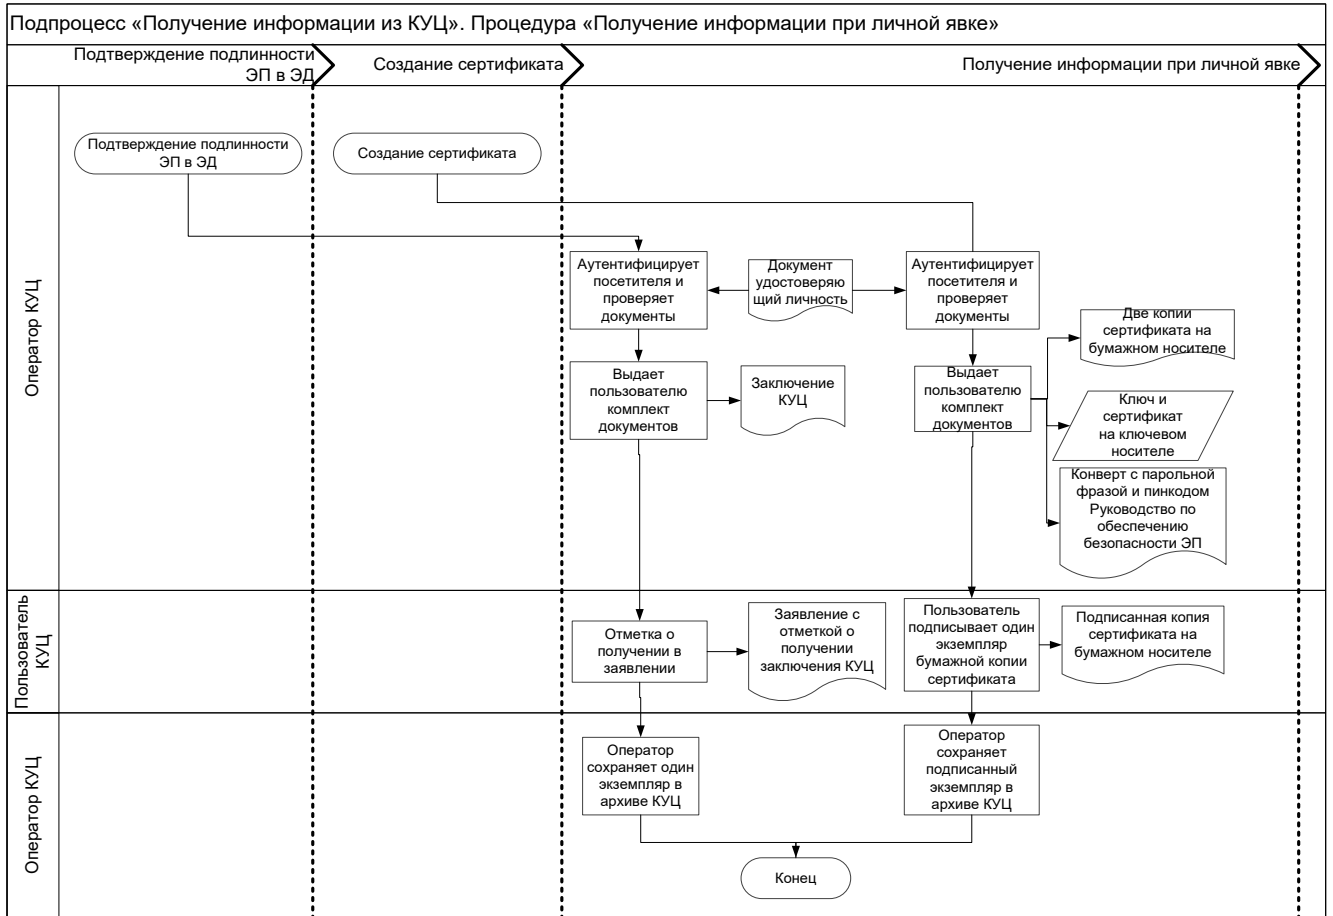 Подпроцесс «Получение информации из КУЦ». Процедура «Получение информации при личной явке»
Подтверждение подлинности
ЭП в ЭД
Создание сертификата
Получение информации при личной явке
Оператор КУЦ
Подтверждение подлинности
ЭП в ЭД
Создание сертификата
Аутентифицирует
посетителя и
проверяет
документы
Документ
удостоверяю
щий личность
Аутентифицирует
посетителя и
проверяет
документы
Две копии
сертификата на
бумажном носителе
Выдает
пользователю
комплект
документов
Заключение
КУЦ
Выдает
пользователю
комплект
документов
Ключ и
сертификат
на ключевом
носителе
Конверт с парольной
фразой и пинкодом
Руководство по
обеспечению
безопасности ЭП
Пользователь
КУЦ
Отметка о
получении в
заявлении
Заявление с
отметкой о
получении
заключения КУЦ
Пользователь
подписывает один
экземпляр
бумажной копии
сертификата
Подписанная копия
сертификата на
бумажном носителе
Оператор КУЦ
Оператор
сохраняет один
экземпляр в
архиве КУЦ
Оператор
сохраняет
подписанный
экземпляр в
архиве КУЦ
Конец